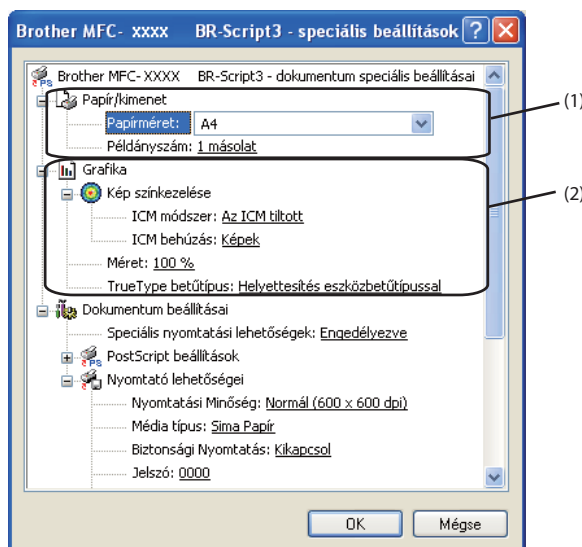 Brother MFC- xxxx BR-Script3 - speciális beállítások
Brother MFC- XXXX BR-Script3 - dokumentum speciális beállításai
Papír/kimenet
Papírméret: A4
Példányszám: 1 másolat
(1)
Grafika
(2)
Kép színkezelése
ICM módszer: Az ICM tiltott
ICM behúzás: Képek
Méret: 100 %
TrueType betűtípus: Helyettesítés eszközbetűtípussal
Dokumentum beállításai
Speciális nyomtatási lehetőségek: Engedélyezve
PS PostScript beállítások
Nyomtató lehetőségei
Nyomtatási Minőség: Normál (600 x 600 dpi)
Média típus: Sima Papír
Biztonsági Nyomtatás: Kikapcsol
Jelszó: 0000
OK Mégse